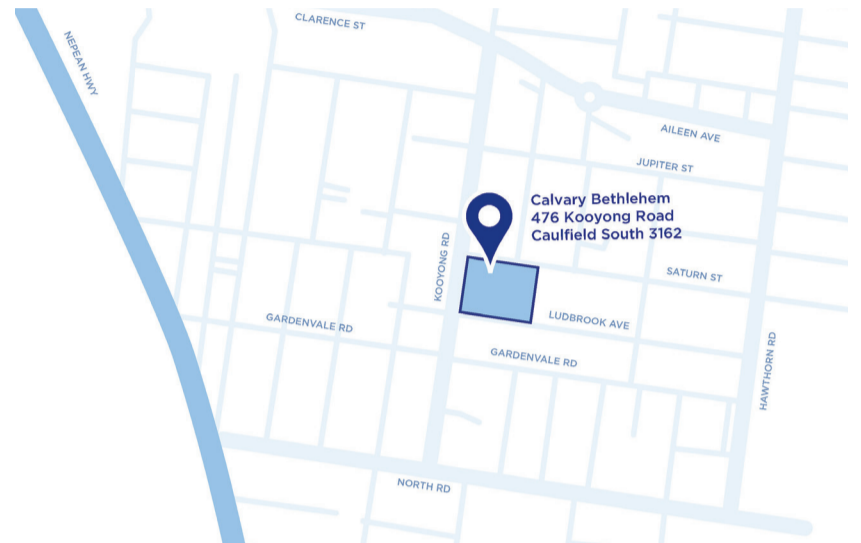 CLARENCE ST
NEPEAN HWY
AILEEN AVE
JUPITER ST
Calvary Bethlehem
476 Kooyong Road
Caulfield South 3162
KOOYONG RD
SATURN ST
GARDENVALE RD
LUDBROOK AVE
GARDENVALE RD
HAWTHORN RD
NORTH RD